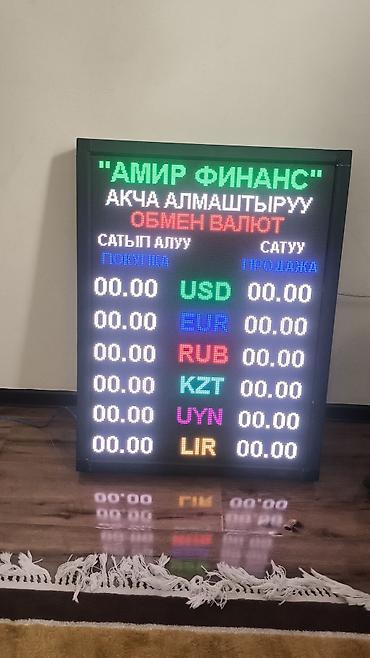 "АМИР ФИНАНС"
АКЧА АЛМАШТЫРУУ
ОБМЕН ВАЛЮТ
САТЫП АЛУУ САТУУ
ПОКУПКА ПРОДАЖА
00.00 USD 00.00
00.00 EUR 00.00
00.00 RUB 00.00
00.00 KZT 00.00
00.00 UYN 00.00
00.00 LIR 00.00